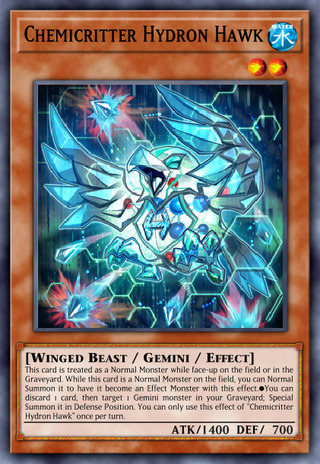 Chemicritter Hydron Hawk
WATER
水
[Winged Beast / Gemini / Effect]
This card is treated as a Normal Monster while face-up on the field or in the
Graveyard. While this card is a Normal Monster on the field, you can Normal
Summon it to have it become an Effect Monster with this effect.●You can
discard 1 card, then target 1 Gemini monster in your Graveyard; Special
Summon it in Defense Position. You can only use this effect of "Chemicritter
Hydron Hawk" once per turn.
ATK/1400 DEF/ 700